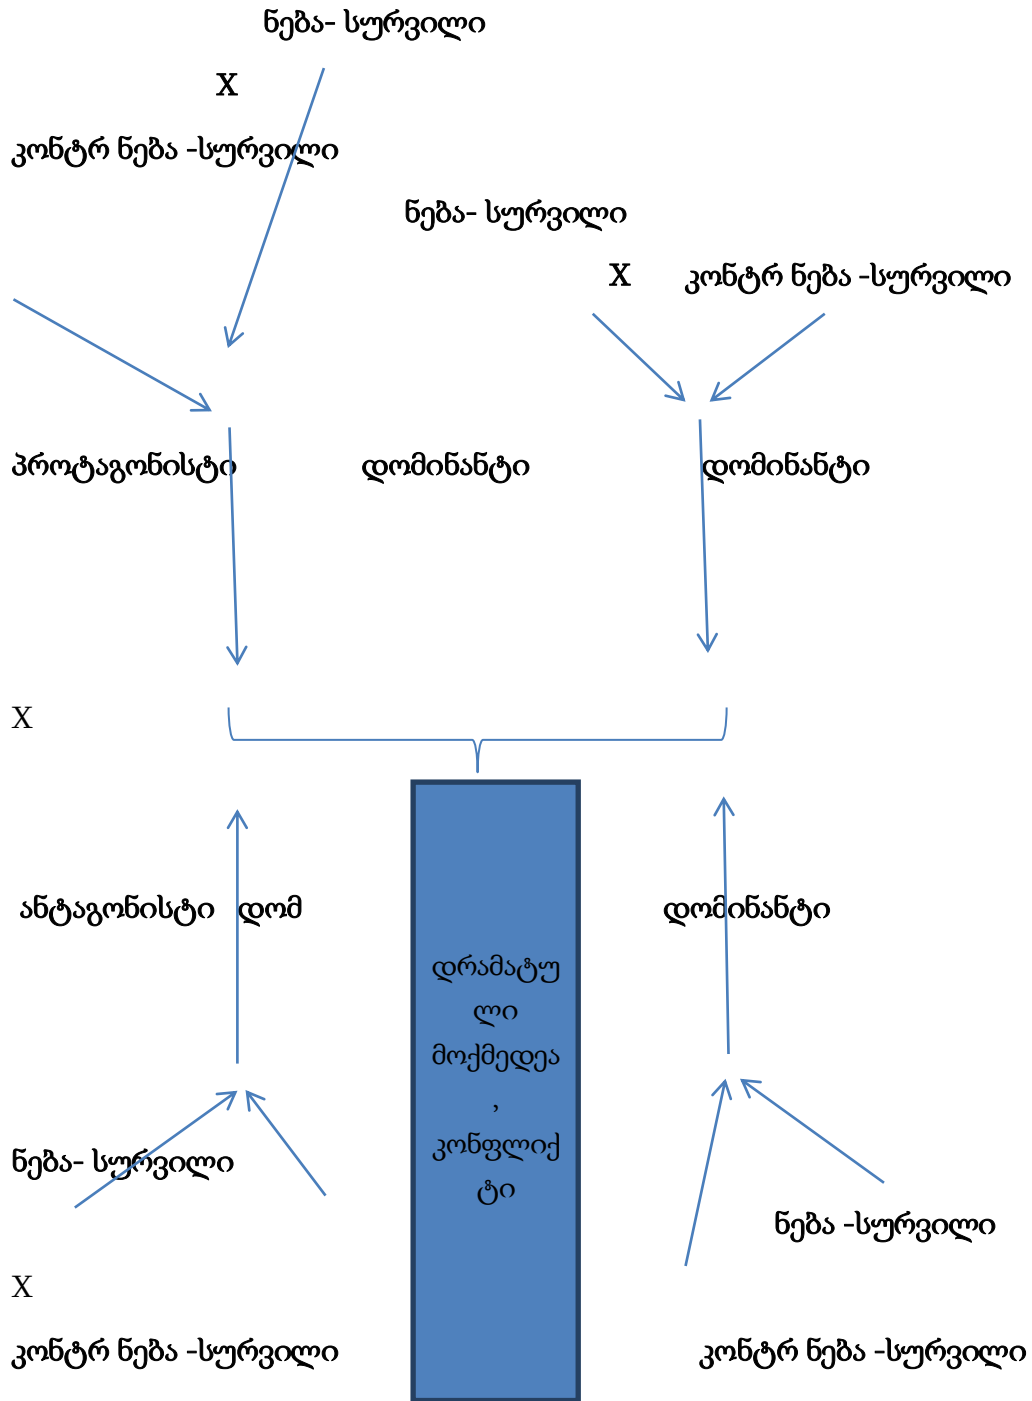 ნება- სურვილი
X
კონტრ ნება -სურვილი
ნება- სურვილი
X კონტრ ნება -სურვილი
პროტაგონისტი დომინანტი დომინანტი
X
ანტაგონისტი დომ დომინანტი
დრამატუ
ლი
მოქმედეა
,
კონფლიქ
ტი
ნება- სურვილი
ნება -სურვილი
X
კონტრ ნება -სურვილი კონტრ ნება -სურვილი